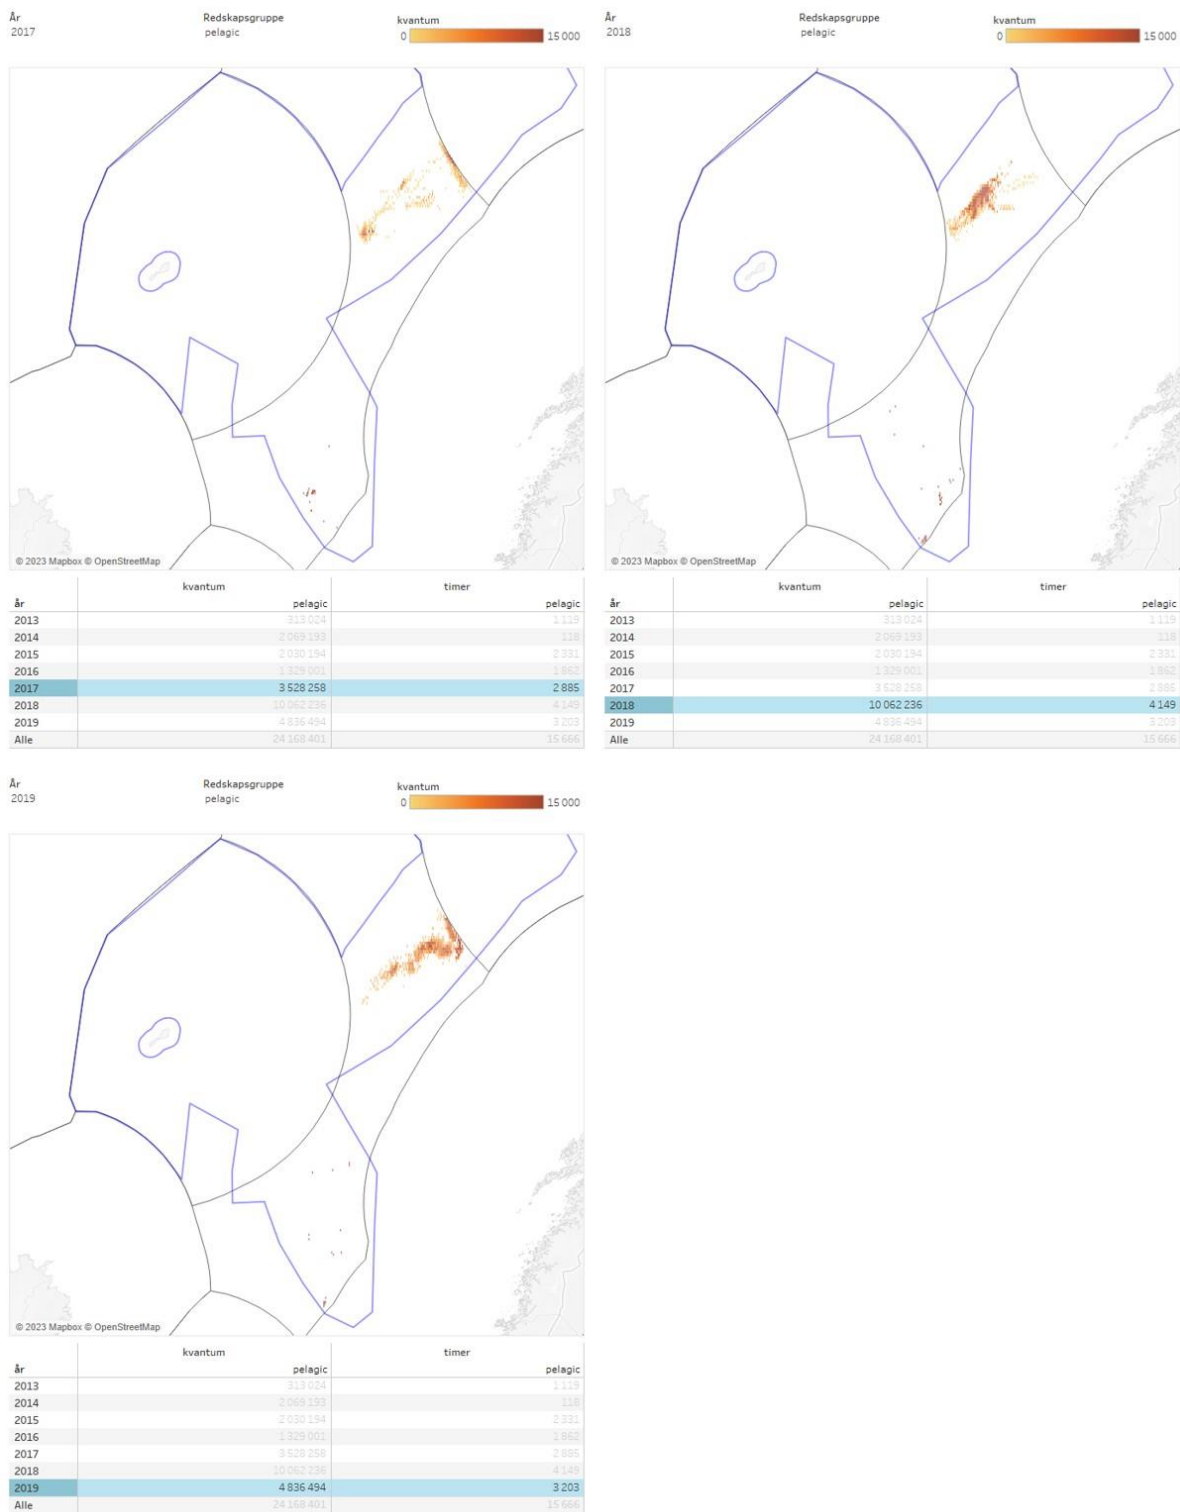 År Redskapsgruppe kvantum
2017 pelagic 0 15 000
© 2023 Mapbox © OpenStreetMap
kvantum timer
år pelagic pelagic
2013 313 024 1 119
2014 2 069 193 118
2015 2 030 194 2 331
2016 1 329 001 1 862
2017 3 528 258 2 885
2018 10 062 236 4 149
2019 4 836 494 3 203
Alle 24 168 401 15 666
År Redskapsgruppe kvantum
2018 pelagic 0 15 000
© 2023 Mapbox © OpenStreetMap
kvantum timer
år pelagic pelagic
2013 313 024 1 119
2014 2 069 193 118
2015 2 030 194 2 331
2016 1 329 001 1 862
2017 3 528 258 2 885
2018 10 062 236 4 149
2019 4 836 494 3 203
Alle 24 168 401 15 666
År Redskapsgruppe kvantum
2019 pelagic 0 15 000
© 2023 Mapbox © OpenStreetMap
kvantum timer
år pelagic pelagic
2013 313 024 1 119
2014 2 069 193 118
2015 2 030 194 2 331
2016 1 329 001 1 862
2017 3 528 258 2 885
2018 10 062 236 4 149
2019 4 836 494 3 203
Alle 24 168 401 15 666